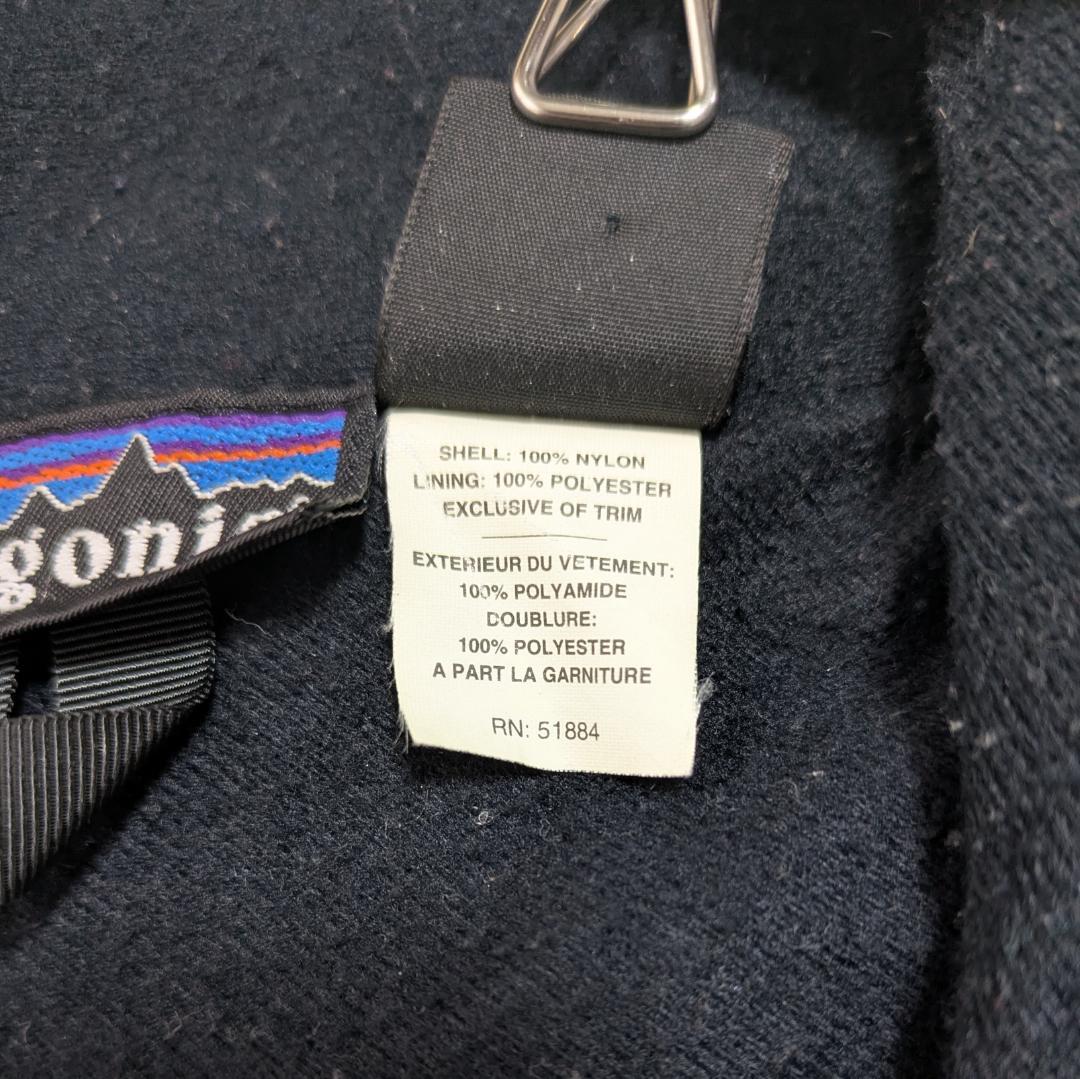 gonia
®
SHELL: 100% NYLON
LINING: 100% POLYESTER
EXCLUSIVE OF TRIM
EXTERIEUR DU VETEMENT:
100% POLYAMIDE
DOUBLURE:
100% POLYESTER
A PART LA GARNITURE
RN: 51884